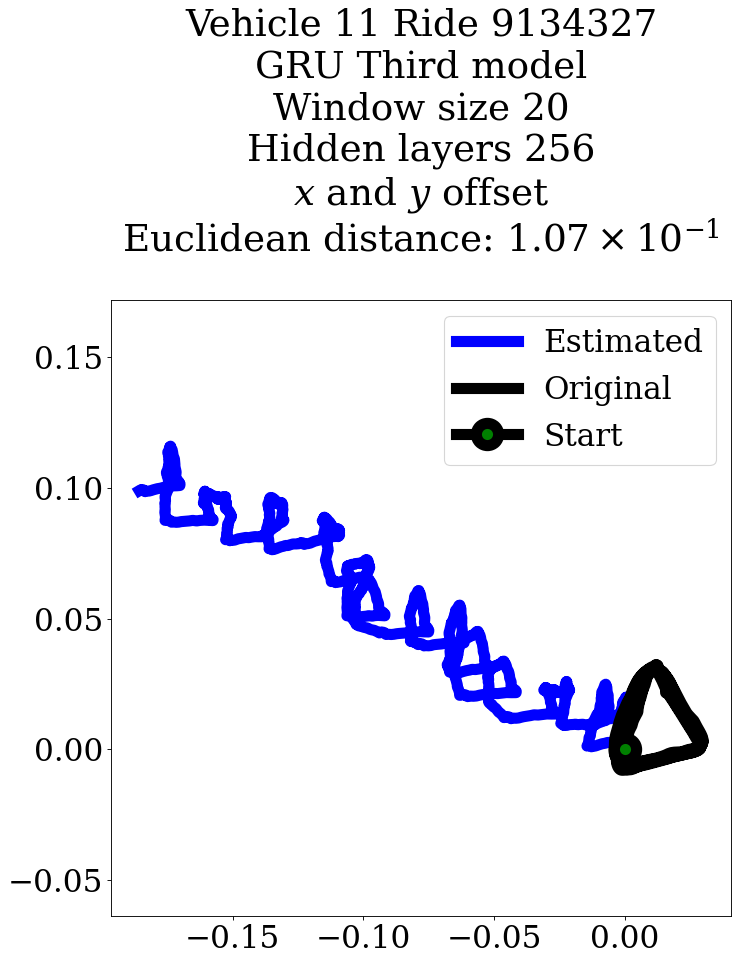 Vehicle 11 Ride 9134327
GRU Third model
Window size 20
Hidden layers 256
x and y offset
Euclidean distance: 1.07 × 10⁻¹
Estimated
Original
Start
0.15
0.10
0.05
0.00
−0.05
−0.15 −0.10 −0.05 0.00